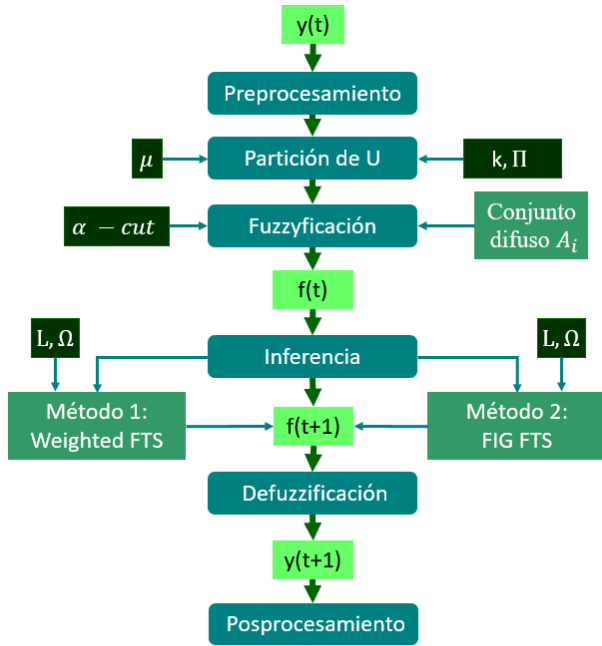 y(t)
Preprocesamiento
μ
Partición de U
k, Π
α − cut
Fuzzyficación
Conjunto
difuso A_i
f(t)
L, Ω
Inferencia
L, Ω
Método 1:
Weighted FTS
f(t+1)
Método 2:
FIG FTS
Defuzzificación
y(t+1)
Posprocesamiento